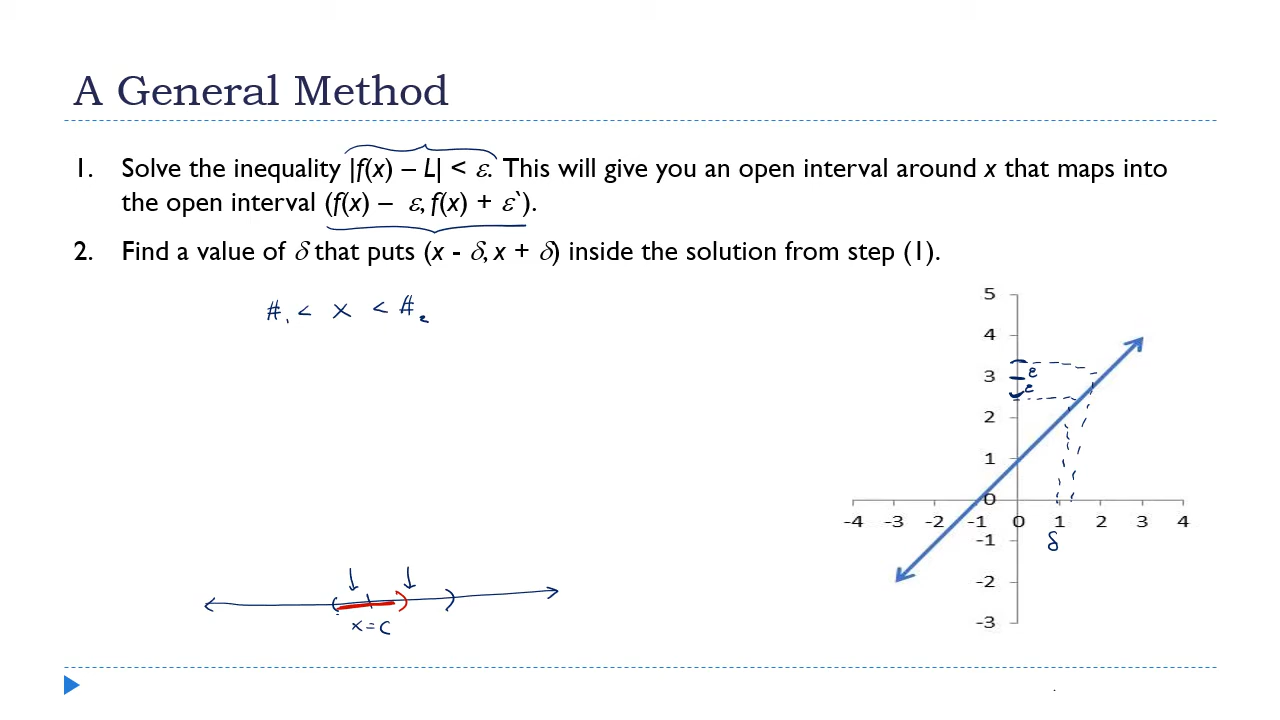 A General Method
1. Solve the inequality |f(x) – L| < ε. This will give you an open interval around x that maps into
the open interval (f(x) – ε, f(x) + ε`).
2. Find a value of δ that puts (x - δ, x + δ) inside the solution from step (1).
#₁ < x < #₂
5
4
3 ε
ε
2
1
0
-4 -3 -2 -1 0 1 2 3 4
-1 δ
-2
-3
x = c